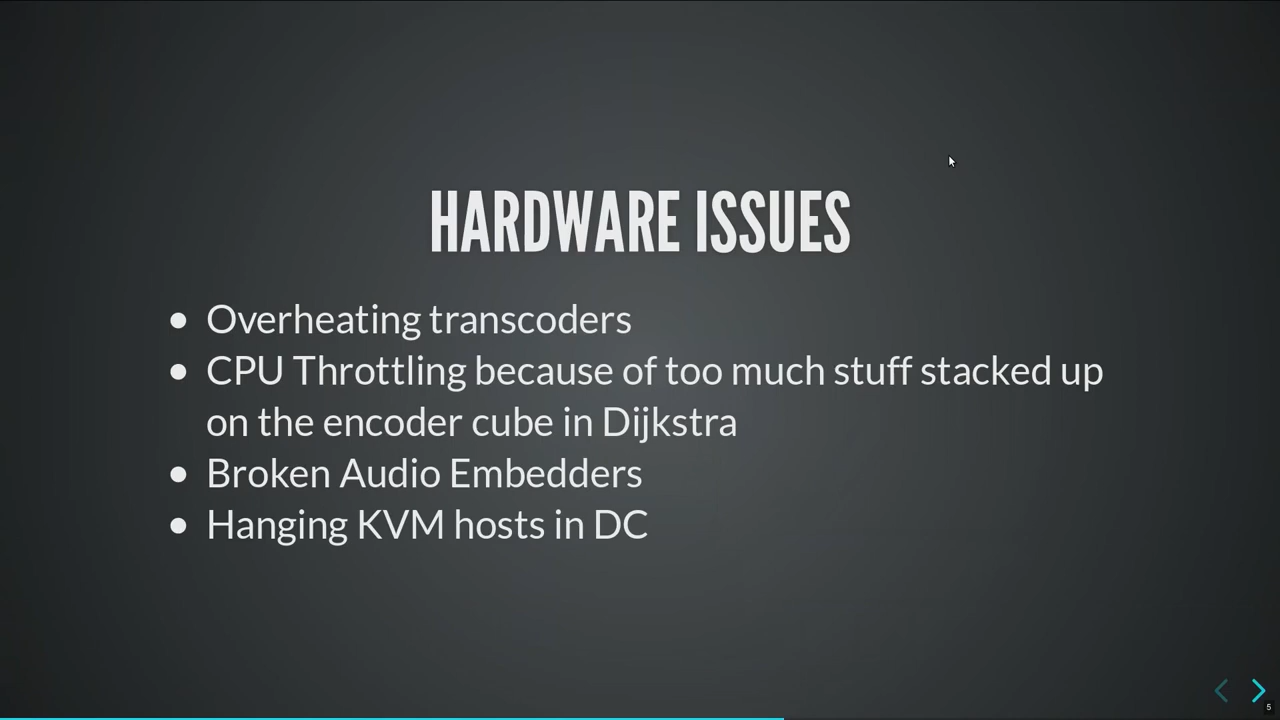 HARDWARE ISSUES
• Overheating transcoders
• CPU Throttling because of too much stuff stacked up
on the encoder cube in Dijkstra
• Broken Audio Embedders
• Hanging KVM hosts in DC
5